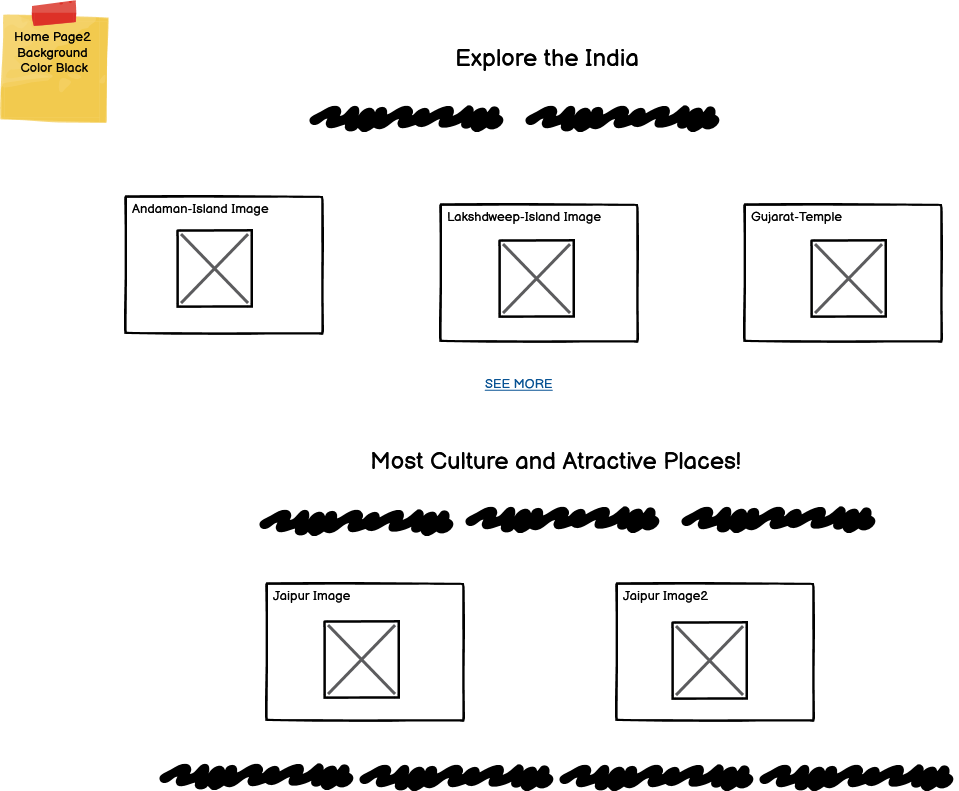 Home Page2
Background
Color Black
Explore the India
Andaman-Island Image
Lakshdweep-Island Image
Gujarat-Temple
SEE MORE
Most Culture and Atractive Places!
Jaipur Image
Jaipur Image2